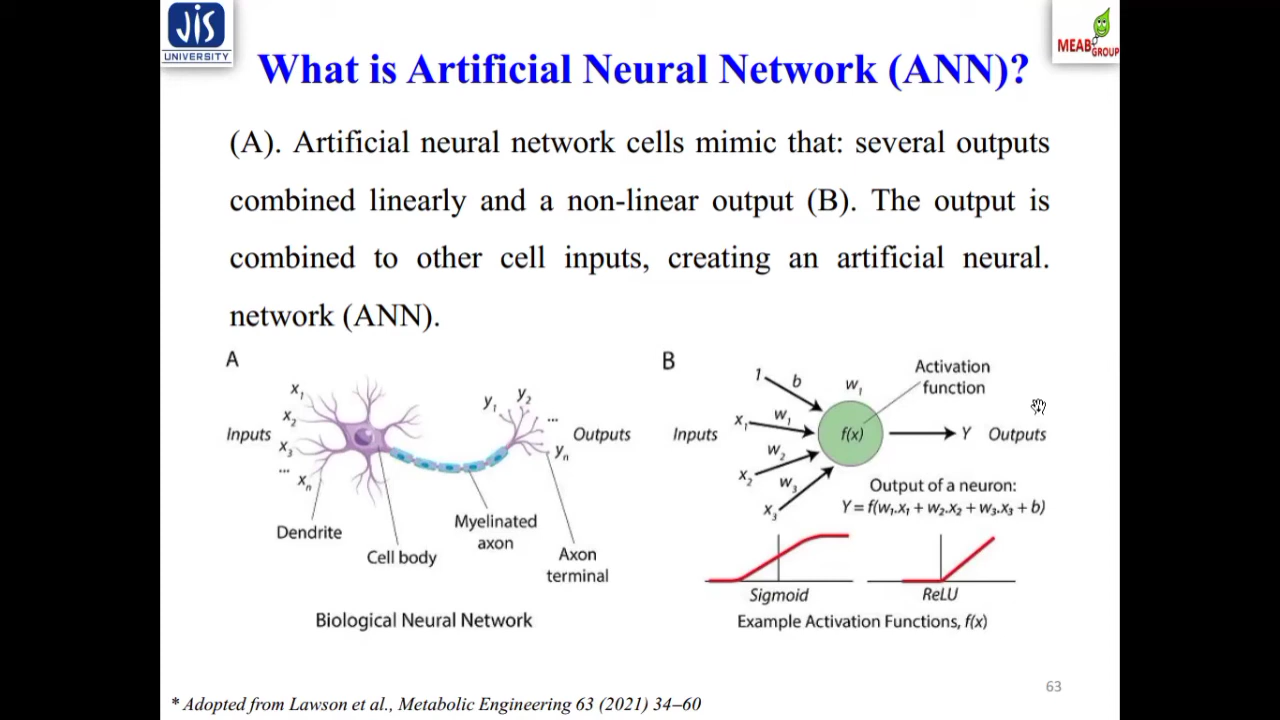 JIS
UNIVERSITY
MEAB GROUP
What is Artificial Neural Network (ANN)?
(A). Artificial neural network cells mimic that: several outputs
combined linearly and a non-linear output (B). The output is
combined to other cell inputs, creating an artificial neural.
network (ANN).
A
x1
x2
x3
...
xn
Inputs
y1
y2
...
yn
Outputs
Dendrite
Cell body
Myelinated
axon
Axon
terminal
Biological Neural Network
B
1
b
w1
Activation
function
x1
w1
Inputs
f(x)
Y
Outputs
w2
x2
w3
x3
Output of a neuron:
Y = f(w1.x1 + w2.x2 + w3.x3 + b)
Sigmoid
ReLU
Example Activation Functions, f(x)
63
* Adopted from Lawson et al., Metabolic Engineering 63 (2021) 34–60